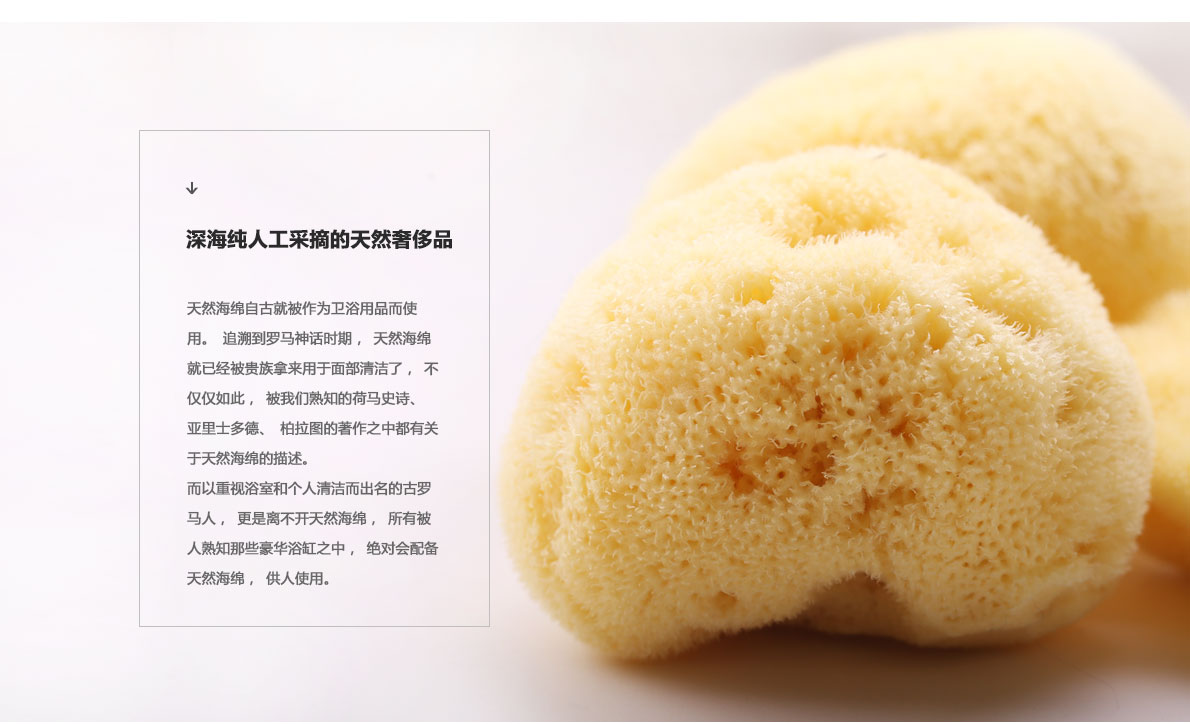 深海纯人工采摘的天然奢侈品
天然海绵自古就被作为卫浴用品而使
用。 追溯到罗马神话时期， 天然海绵
就已经被贵族拿来用于面部清洁了， 不
仅仅如此， 被我们熟知的荷马史诗、
亚里士多德、 柏拉图的著作之中都有关
于天然海绵的描述。
而以重视浴室和个人清洁而出名的古罗
马人， 更是离不开天然海绵， 所有被
人熟知那些豪华浴缸之中， 绝对会配备
天然海绵， 供人使用。